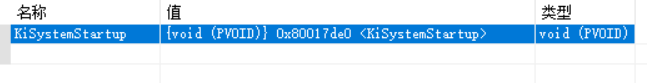 名称 值 类型
KiSystemStartup {void (PVOID)} 0x80017de0 <KiSystemStartup> void (PVOID)